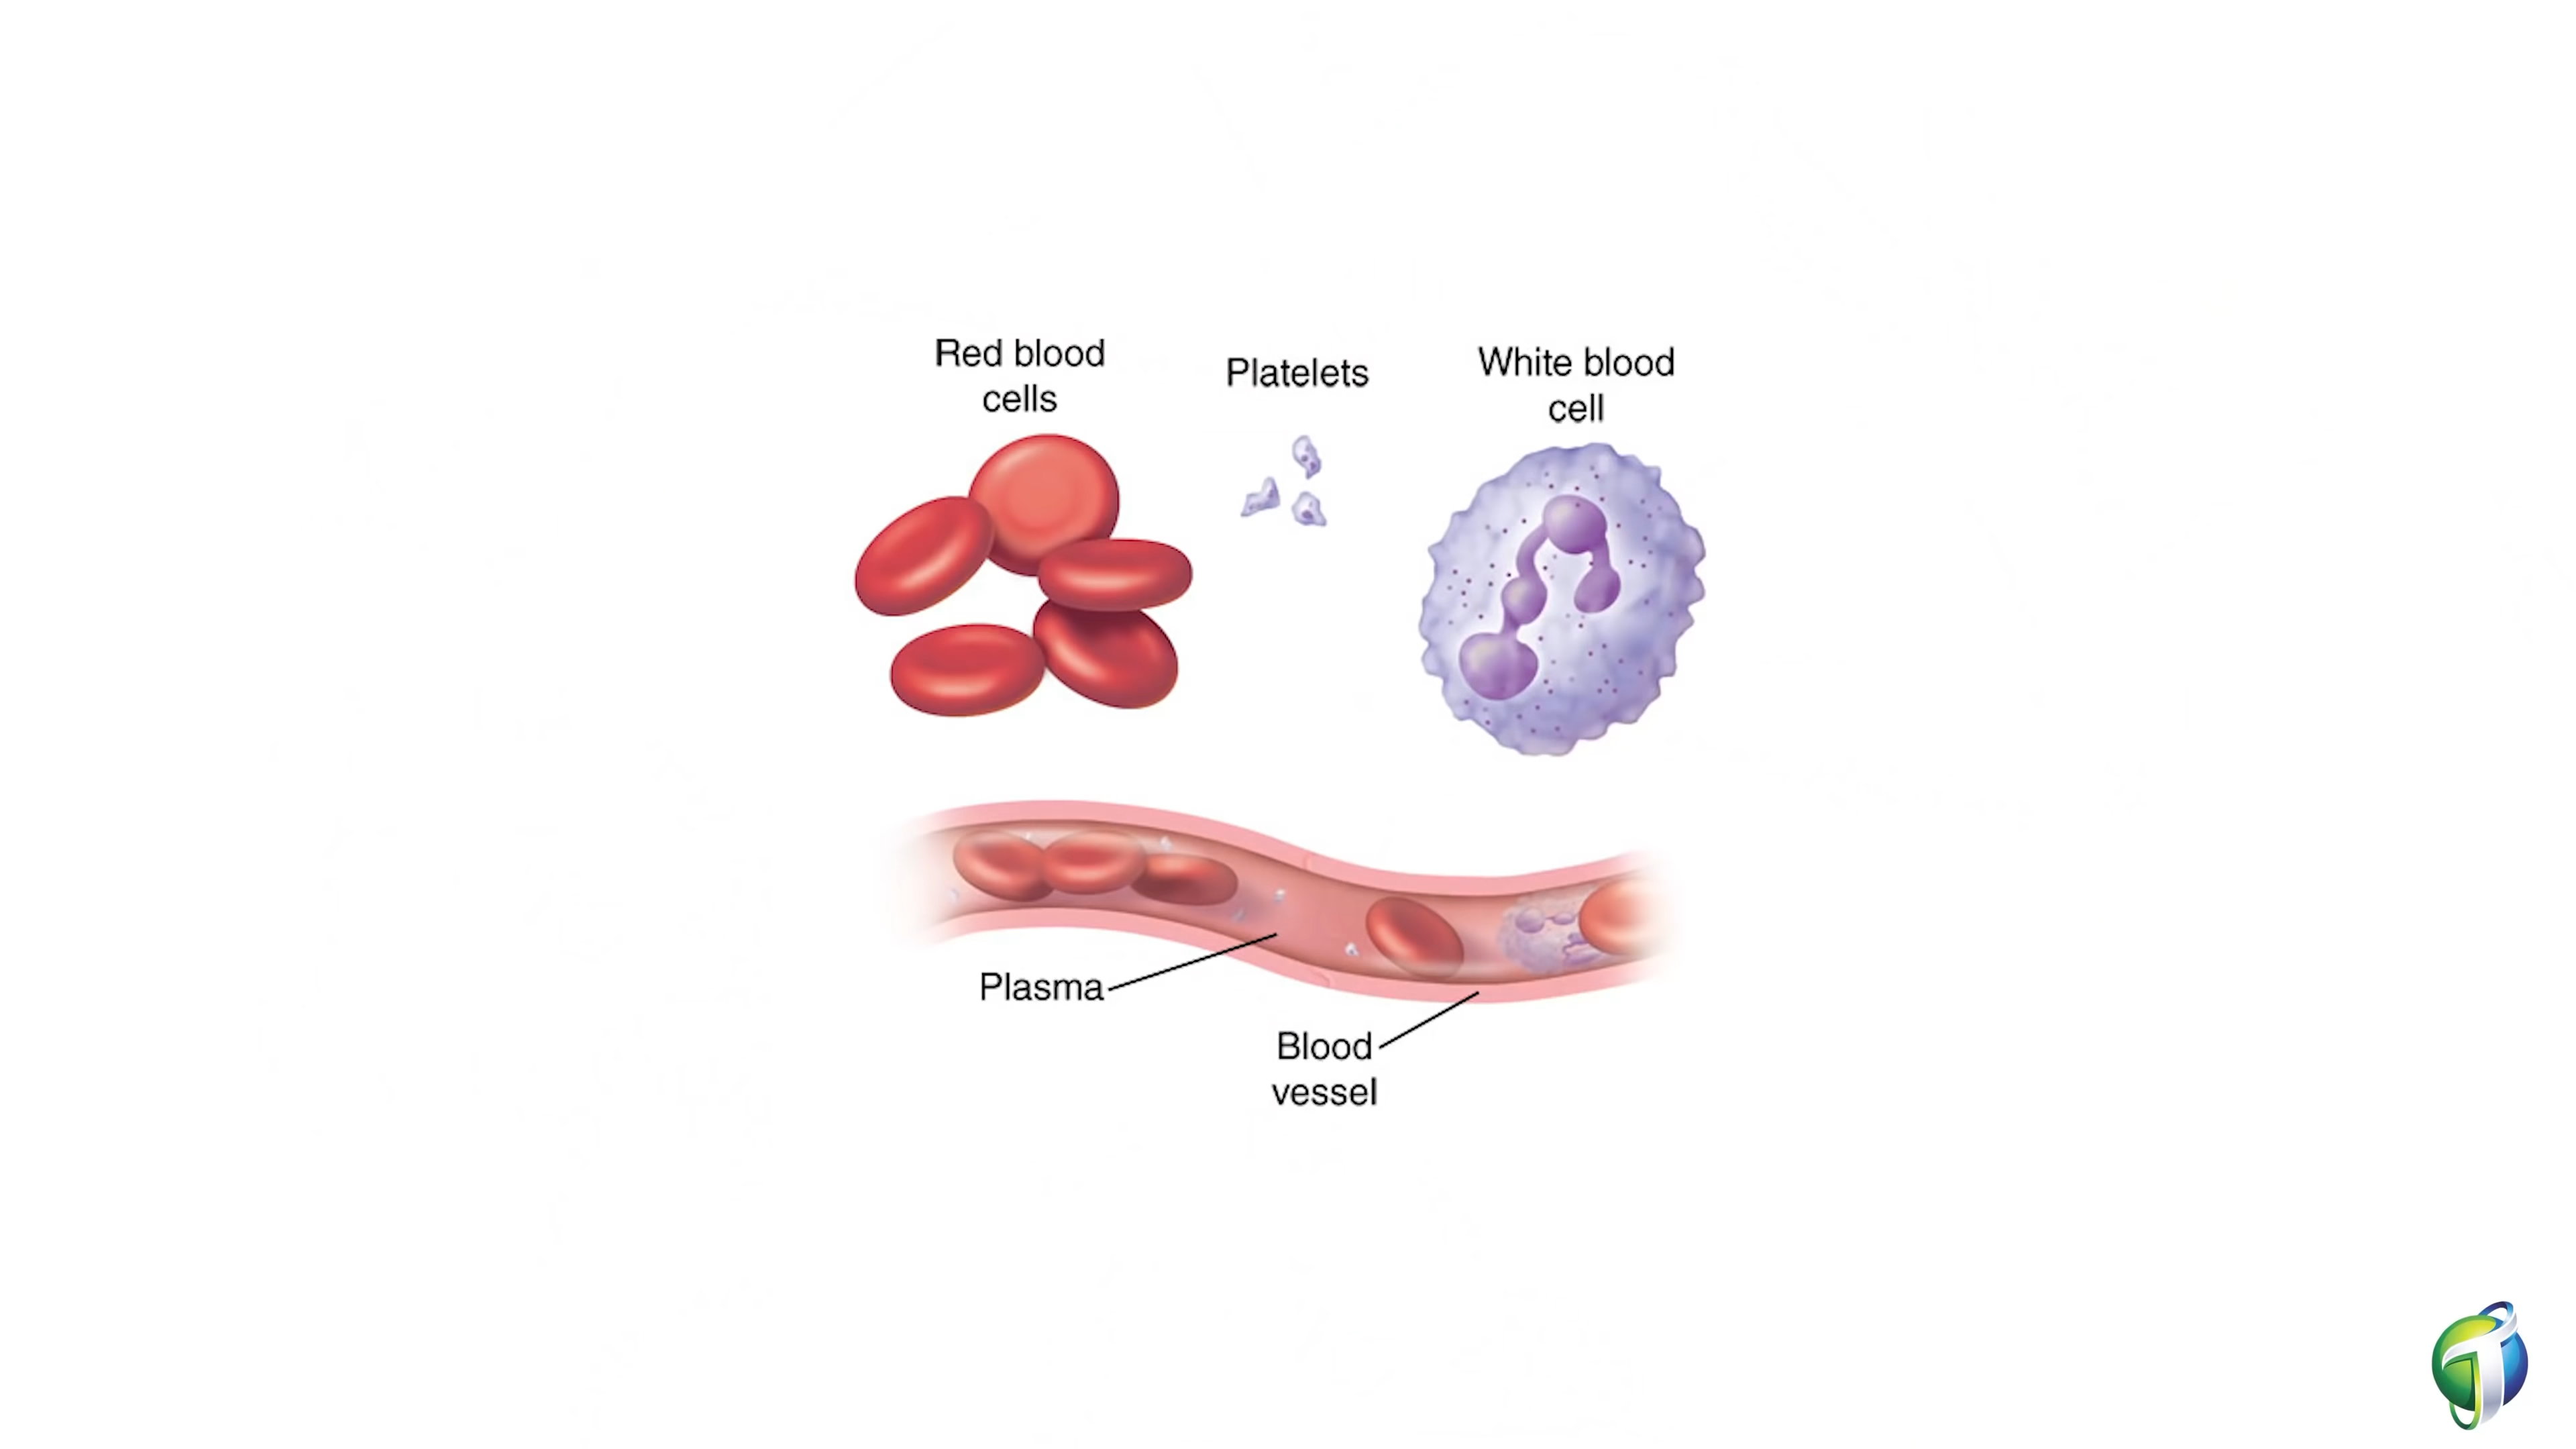 Red blood
cells
Platelets
White blood
cell
Plasma
Blood
vessel